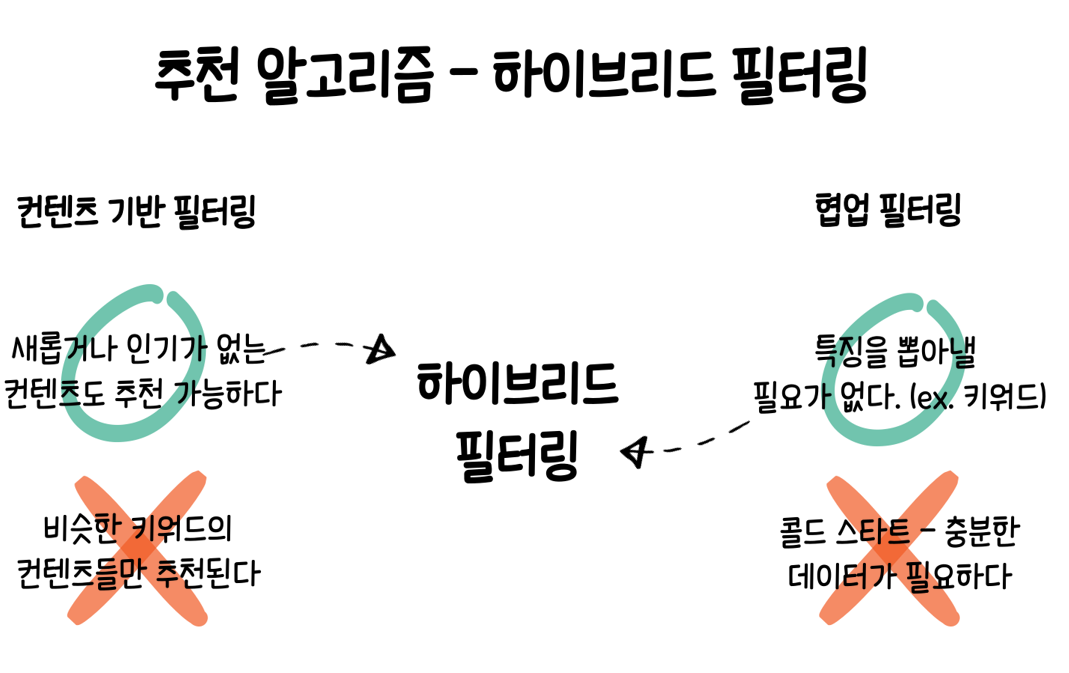 추천 알고리즘 - 하이브리드 필터링
컨텐츠 기반 필터링
새롭거나 인기가 없는
컨텐츠도 추천 가능하다
비슷한 키워드의
컨텐츠들만 추천된다
하이브리드
필터링
협업 필터링
특징을 뽑아낼
필요가 없다. (ex. 키워드)
콜드 스타트 - 충분한
데이터가 필요하다